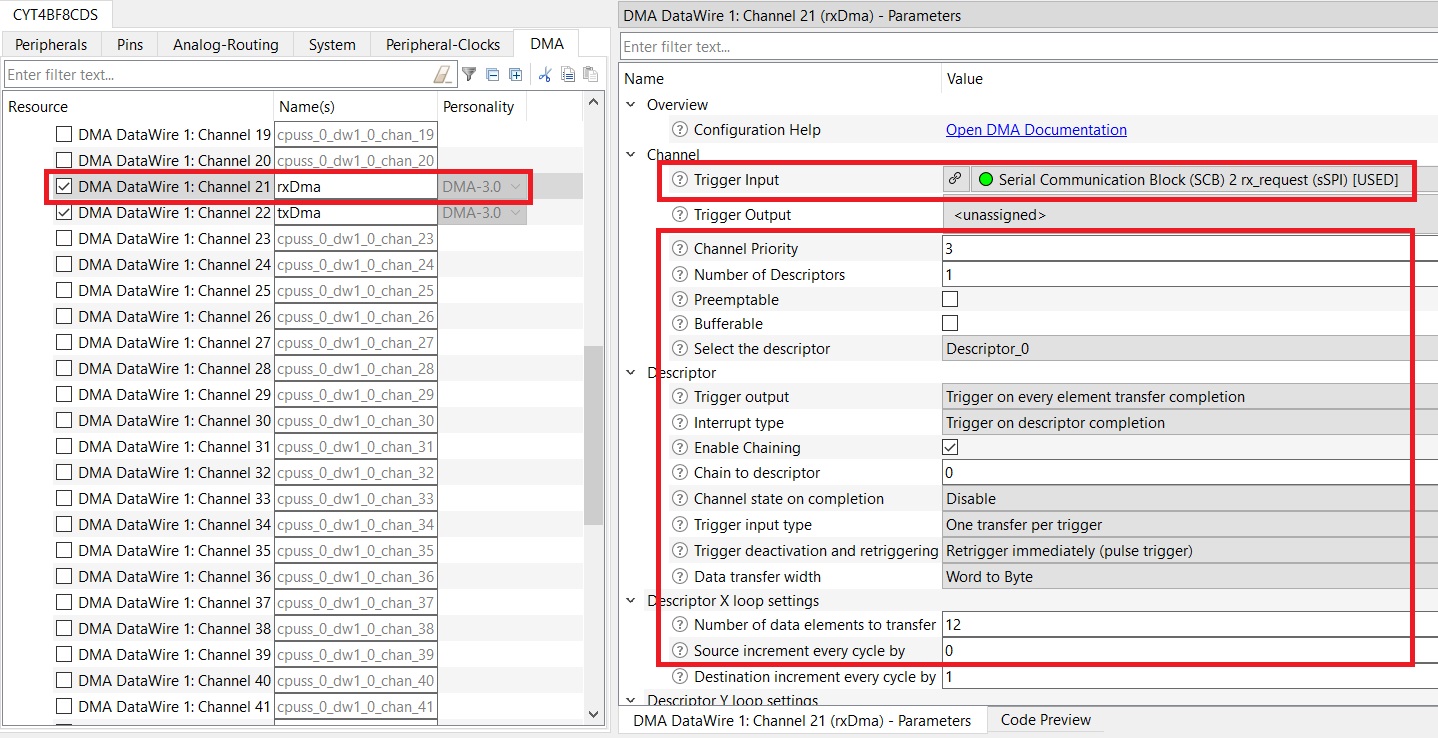 CYT4BF8CDS
Peripherals Pins Analog-Routing System Peripheral-Clocks DMA
Enter filter text...
Resource Name(s) Personality
DMA DataWire 1: Channel 19 cpuss_0_dw1_0_chan_19
DMA DataWire 1: Channel 20 cpuss_0_dw1_0_chan_20
DMA DataWire 1: Channel 21 rxDma DMA-3.0
DMA DataWire 1: Channel 22 txDma DMA-3.0
DMA DataWire 1: Channel 23 cpuss_0_dw1_0_chan_23
DMA DataWire 1: Channel 24 cpuss_0_dw1_0_chan_24
DMA DataWire 1: Channel 25 cpuss_0_dw1_0_chan_25
DMA DataWire 1: Channel 26 cpuss_0_dw1_0_chan_26
DMA DataWire 1: Channel 27 cpuss_0_dw1_0_chan_27
DMA DataWire 1: Channel 28 cpuss_0_dw1_0_chan_28
DMA DataWire 1: Channel 29 cpuss_0_dw1_0_chan_29
DMA DataWire 1: Channel 30 cpuss_0_dw1_0_chan_30
DMA DataWire 1: Channel 31 cpuss_0_dw1_0_chan_31
DMA DataWire 1: Channel 32 cpuss_0_dw1_0_chan_32
DMA DataWire 1: Channel 33 cpuss_0_dw1_0_chan_33
DMA DataWire 1: Channel 34 cpuss_0_dw1_0_chan_34
DMA DataWire 1: Channel 35 cpuss_0_dw1_0_chan_35
DMA DataWire 1: Channel 36 cpuss_0_dw1_0_chan_36
DMA DataWire 1: Channel 37 cpuss_0_dw1_0_chan_37
DMA DataWire 1: Channel 38 cpuss_0_dw1_0_chan_38
DMA DataWire 1: Channel 39 cpuss_0_dw1_0_chan_39
DMA DataWire 1: Channel 40 cpuss_0_dw1_0_chan_40
DMA DataWire 1: Channel 41 cpuss_0_dw1_0_chan_41
DMA DataWire 1: Channel 21 (rxDma) - Parameters
Enter filter text...
Name Value
Overview
Configuration Help Open DMA Documentation
Channel
Trigger Input Serial Communication Block (SCB) 2 rx_request (sSPI) [USED]
Trigger Output <unassigned>
Channel Priority 3
Number of Descriptors 1
Preemptable
Bufferable
Select the descriptor Descriptor_0
Descriptor
Trigger output Trigger on every element transfer completion
Interrupt type Trigger on descriptor completion
Enable Chaining
Chain to descriptor 0
Channel state on completion Disable
Trigger input type One transfer per trigger
Trigger deactivation and retriggering Retrigger immediately (pulse trigger)
Data transfer width Word to Byte
Descriptor X loop settings
Number of data elements to transfer 12
Source increment every cycle by 0
Destination increment every cycle by 1
Descriptor Y loop settings
DMA DataWire 1: Channel 21 (rxDma) - Parameters Code Preview